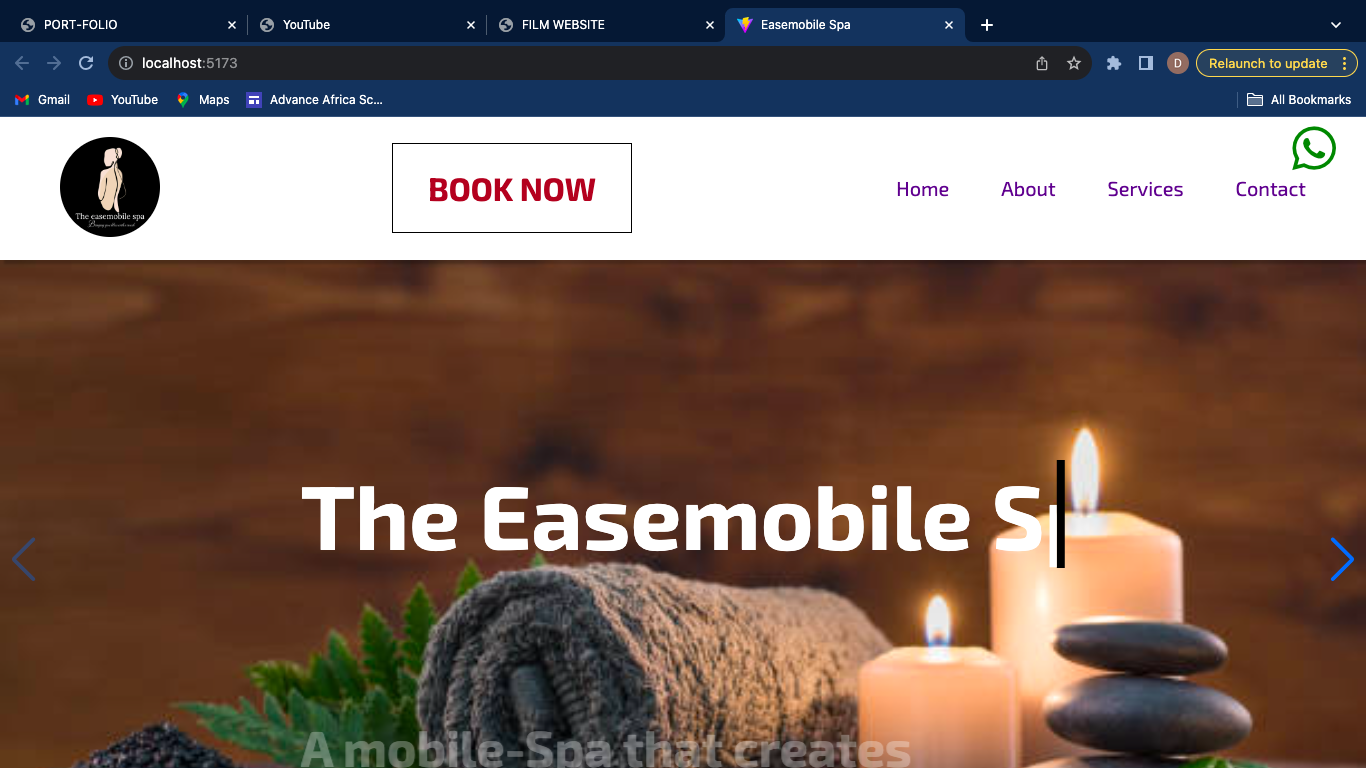 PORT-FOLIO
YouTube
FILM WEBSITE
Easemobile Spa
localhost:5173
D
Relaunch to update
Gmail
YouTube
Maps
Advance Africa Sc...
All Bookmarks
The easemobile spa
BOOK NOW
Home
About
Services
Contact
The Easemobile S
A mobile-Spa that creates